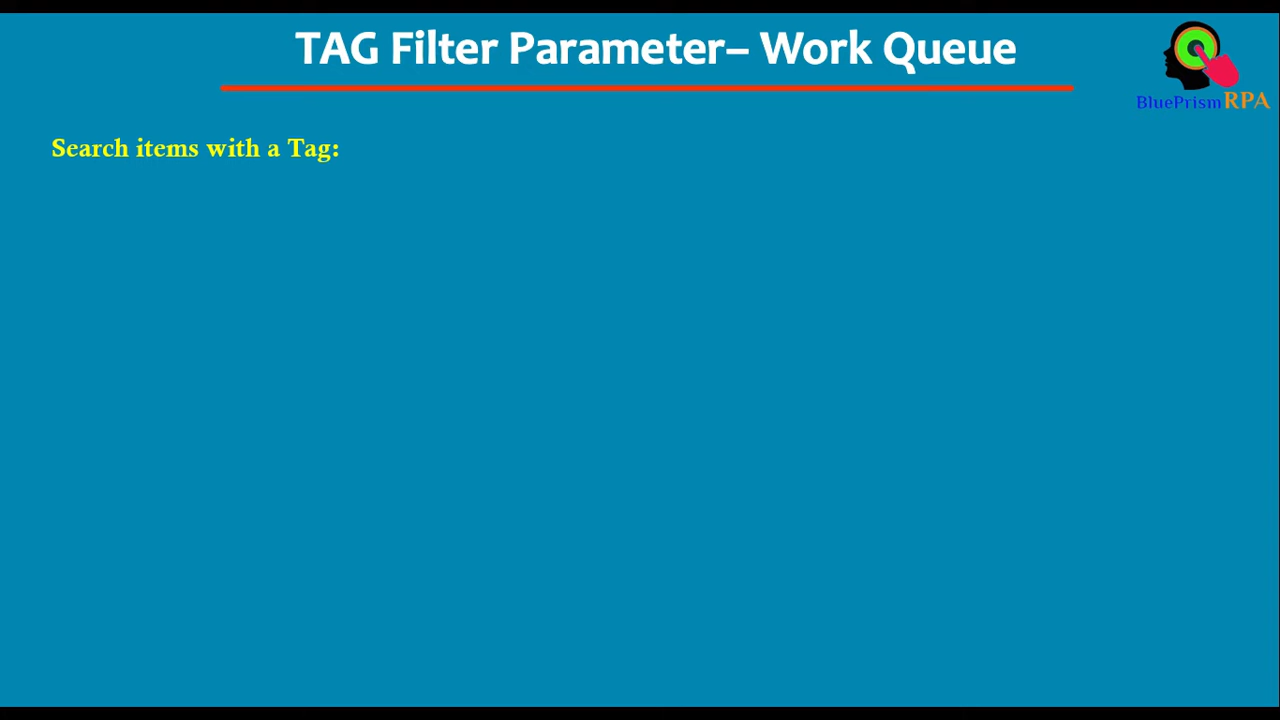 TAG Filter Parameter– Work Queue
BluePrism RPA
Search items with a Tag: